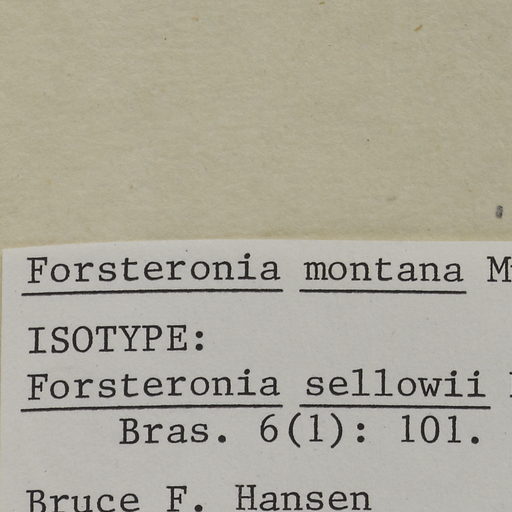 Forsteronia montana
ISOTYPE:
Forsteronia sellowii
Bras. 6(1): 101.
Bruce F. Hansen